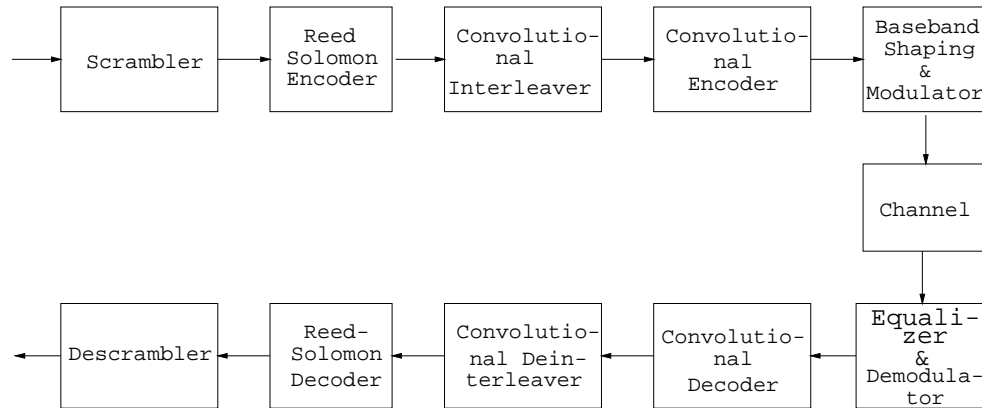 Scrambler
Reed
Solomon
Encoder
Convolutio-
nal
Interleaver
Convolutio-
nal
Encoder
Baseband
Shaping
&
Modulator
Channel
Descrambler
Reed-
Solomon
Decoder
Convolutio-
nal Dein-
terleaver
Convolutio-
nal
Decoder
Equali-
zer
&
Demodula-
tor